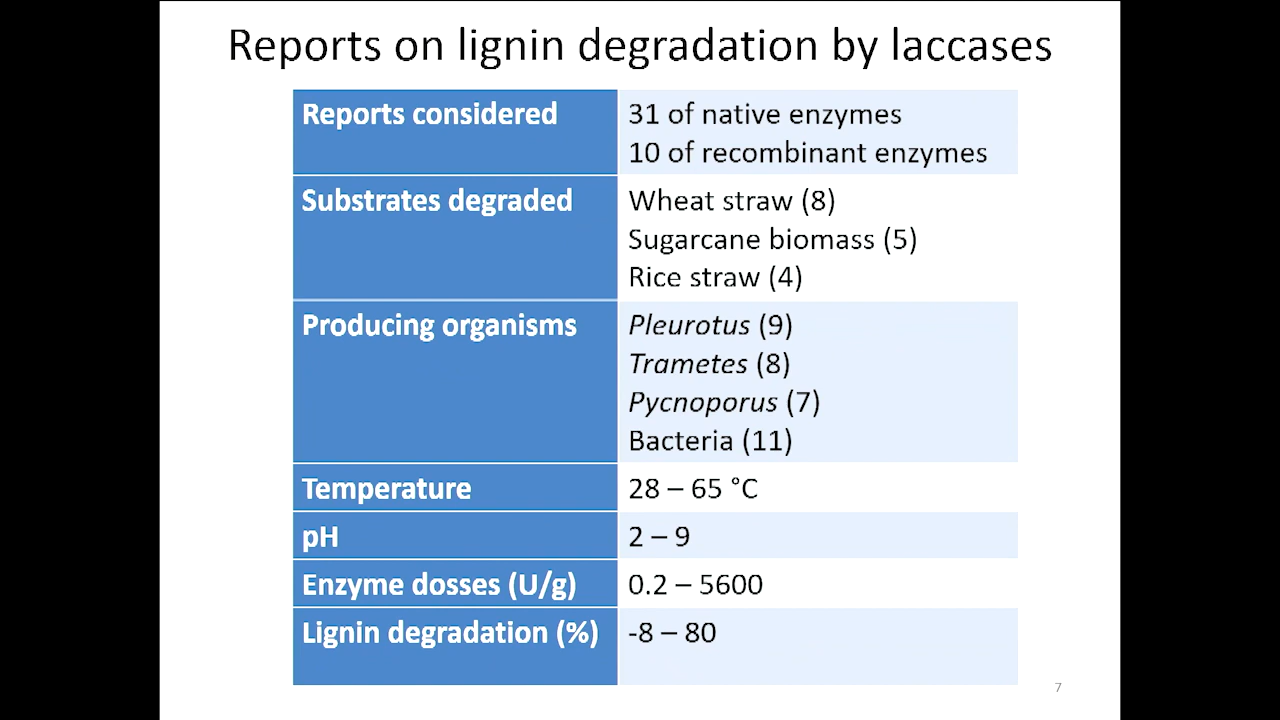 Reports on lignin degradation by laccases
Reports considered
31 of native enzymes
10 of recombinant enzymes
Substrates degraded
Wheat straw (8)
Sugarcane biomass (5)
Rice straw (4)
Producing organisms
Pleurotus (9)
Trametes (8)
Pycnoporus (7)
Bacteria (11)
Temperature
28 – 65 °C
pH
2 – 9
Enzyme dosses (U/g)
0.2 – 5600
Lignin degradation (%)
-8 – 80
7